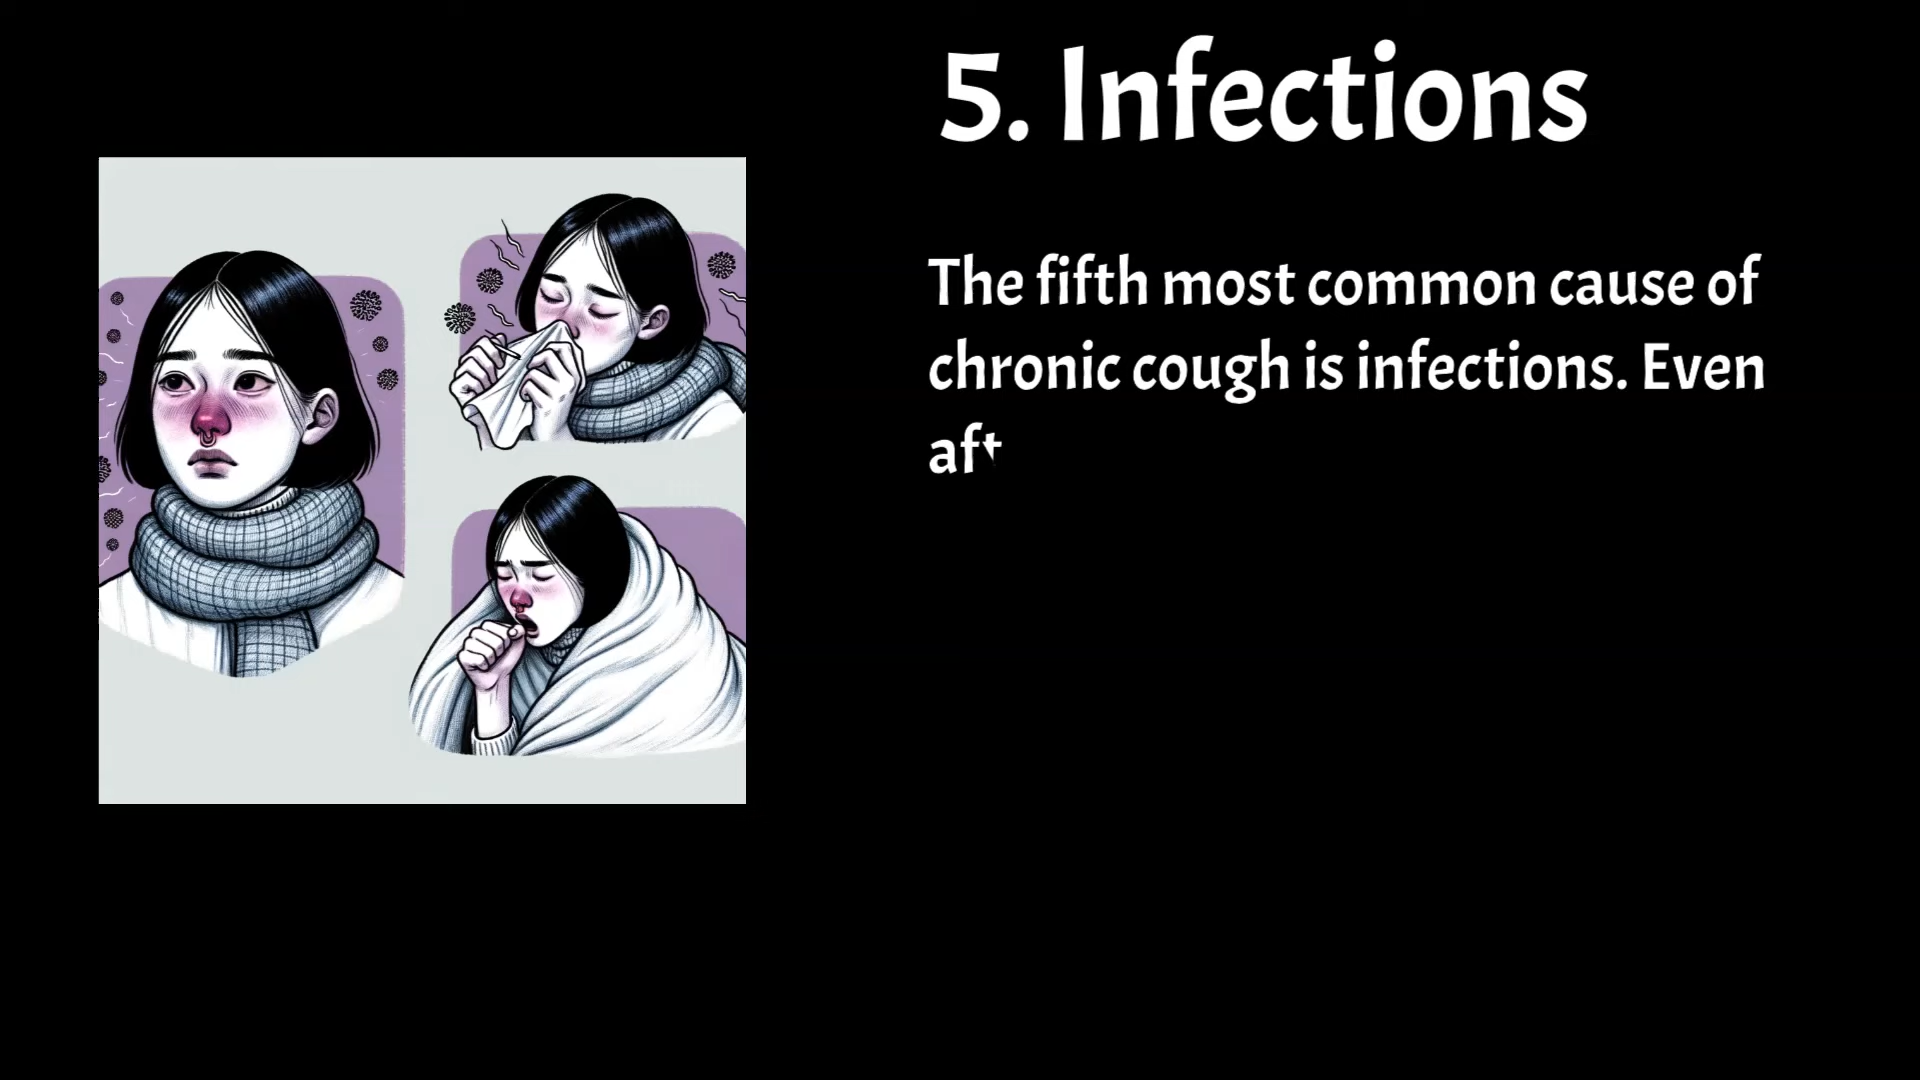 5. Infections
The fifth most common cause of
chronic cough is infections. Even
aft